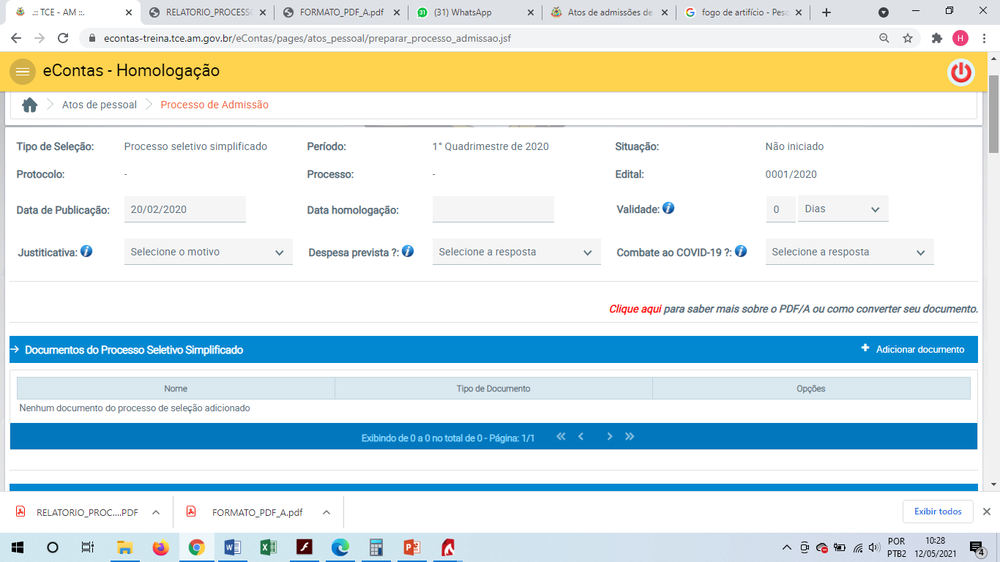 .:: TCE - AM ::.
RELATORIO_PROCESSO
FORMATO_PDF_A.pdf
31
(31) WhatsApp
Atos de admissões de
fogo de artifício - Pesq
econtas-treina.tce.am.gov.br/eContas/pages/atos_pessoal/preparar_processo_admissao.jsf
H
eContas - Homologação
Atos de pessoal
Processo de Admissão
Tipo de Seleção: Processo seletivo simplificado Período: 1° Quadrimestre de 2020 Situação: Não iniciado
Protocolo: - Processo: - Edital: 0001/2020
Data de Publicação: 20/02/2020 Data homologação: Validade: i 0 Dias
Justiticativa: i Selecione o motivo Despesa prevista ?: i Selecione a resposta Combate ao COVID-19 ?: i Selecione a resposta
Clique aqui para saber mais sobre o PDF/A ou como converter seu documento.
Documentos do Processo Seletivo Simplificado
Adicionar documento
Nome Tipo de Documento Opções
Nenhum documento do processo de seleção adicionado
Exibindo de 0 a 0 no total de 0 - Página: 1/1
RELATORIO_PROC....PDF
FORMATO_PDF_A.pdf
Exibir todos
POR 10:28
PTB2 12/05/2021
4